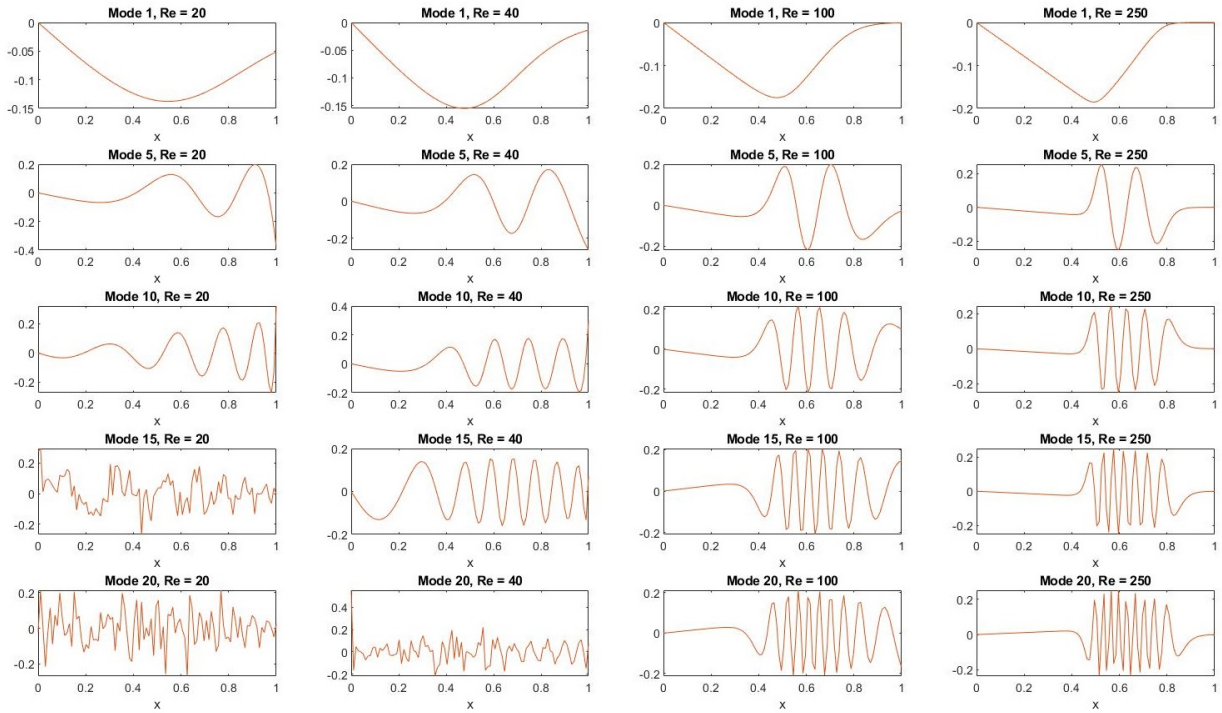 Mode 1, Re = 20
0
-0.05
-0.1
-0.15
0 0.2 0.4 0.6 0.8 1
x
Mode 1, Re = 40
0
-0.05
-0.1
-0.15
0 0.2 0.4 0.6 0.8 1
x
Mode 1, Re = 100
0
-0.1
-0.2
0 0.2 0.4 0.6 0.8 1
x
Mode 1, Re = 250
0
-0.1
-0.2
0 0.2 0.4 0.6 0.8 1
x
Mode 5, Re = 20
0.2
0
-0.2
-0.4
0 0.2 0.4 0.6 0.8 1
x
Mode 5, Re = 40
0.2
0
-0.2
0 0.2 0.4 0.6 0.8 1
x
Mode 5, Re = 100
0.2
0
-0.2
0 0.2 0.4 0.6 0.8 1
x
Mode 5, Re = 250
0.2
0
-0.2
0 0.2 0.4 0.6 0.8 1
x
Mode 10, Re = 20
0.2
0
-0.2
0 0.2 0.4 0.6 0.8 1
x
Mode 10, Re = 40
0.4
0.2
0
-0.2
0 0.2 0.4 0.6 0.8 1
x
Mode 10, Re = 100
0.2
0
-0.2
0 0.2 0.4 0.6 0.8 1
x
Mode 10, Re = 250
0.2
0
-0.2
0 0.2 0.4 0.6 0.8 1
x
Mode 15, Re = 20
0.2
0
-0.2
0 0.2 0.4 0.6 0.8 1
x
Mode 15, Re = 40
0.2
0
-0.2
0 0.2 0.4 0.6 0.8 1
x
Mode 15, Re = 100
0.2
0
-0.2
0 0.2 0.4 0.6 0.8 1
x
Mode 15, Re = 250
0.2
0
-0.2
0 0.2 0.4 0.6 0.8 1
x
Mode 20, Re = 20
0.2
0
-0.2
0 0.2 0.4 0.6 0.8 1
x
Mode 20, Re = 40
0.4
0.2
0
-0.2
0 0.2 0.4 0.6 0.8 1
x
Mode 20, Re = 100
0.2
0
-0.2
0 0.2 0.4 0.6 0.8 1
x
Mode 20, Re = 250
0.2
0
-0.2
0 0.2 0.4 0.6 0.8 1
x